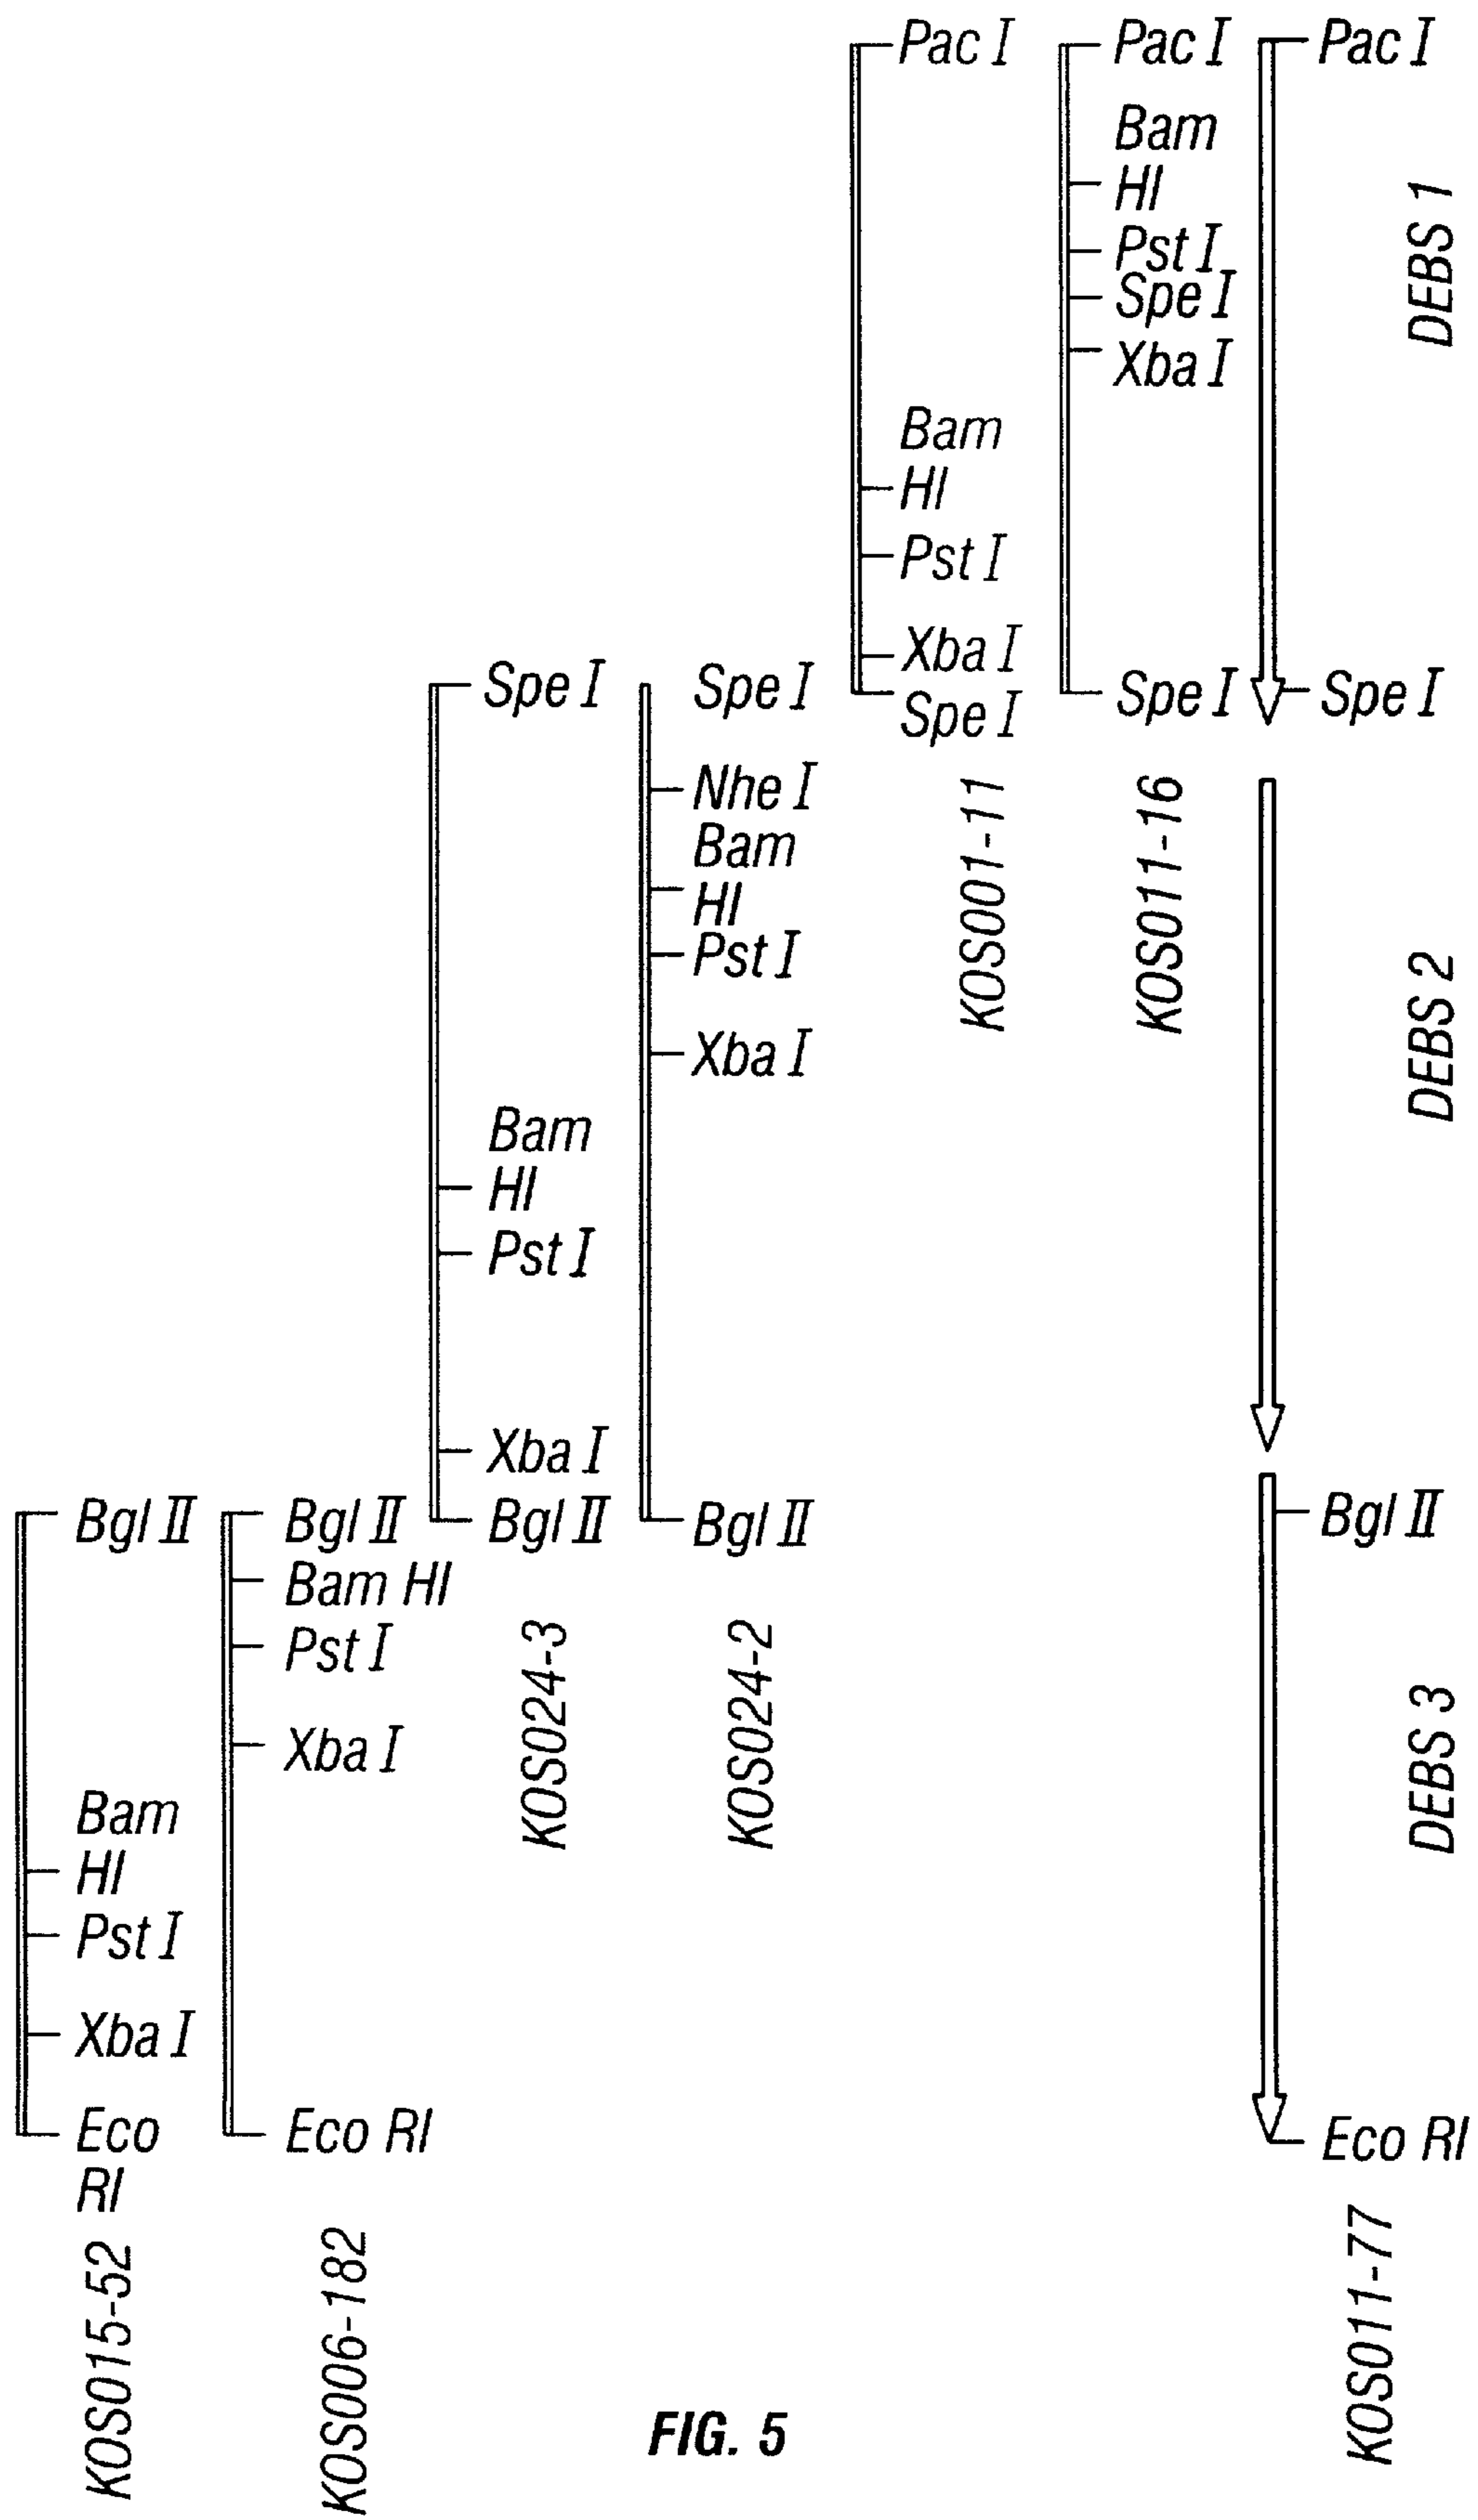 Pac I
Bam
HI
Pst I
Xba I
Spe I
KOS001-11
Pac I
Bam
HI
Pst I
Spe I
Xba I
Spe I
KOS011-16
Pac I
Spe I
Bgl II
Eco RI
KOS011-77
DEBS 1
DEBS 2
DEBS 3
Spe I
Bam
HI
Pst I
Xba I
Bgl II
KOS024-3
Spe I
Nhe I
Bam
HI
Pst I
Xba I
Bgl II
KOS024-2
Bgl II
Bam
HI
Pst I
Xba I
Eco
RI
KOS015-52
Bgl II
Bam HI
Pst I
Xba I
Eco RI
KOS006-182
FIG. 5